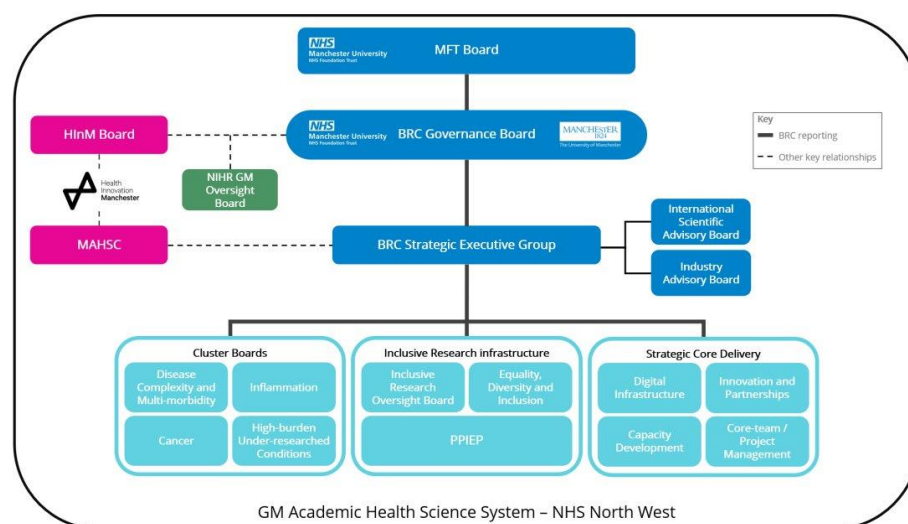 NHS
Manchester University
NHS Foundation Trust
MFT Board
HInM Board
NHS
Manchester University
NHS Foundation Trust
BRC Governance Board
MANCHESTER
1824
The University of Manchester
Key
BRC reporting
Other key relationships
Health
Innovation
Manchester
NIHR GM
Oversight
Board
MAHSC
BRC Strategic Executive Group
International
Scientific
Advisory Board
Industry
Advisory Board
Cluster Boards
Disease
Complexity and
Multi-morbidity
Inflammation
Cancer
High-burden
Under-researched
Conditions
Inclusive Research infrastructure
Inclusive
Research
Oversight Board
Equality,
Diversity and
Inclusion
PPIEP
Strategic Core Delivery
Digital
Infrastructure
Innovation and
Partnerships
Capacity
Development
Core-team /
Project
Management
GM Academic Health Science System – NHS North West